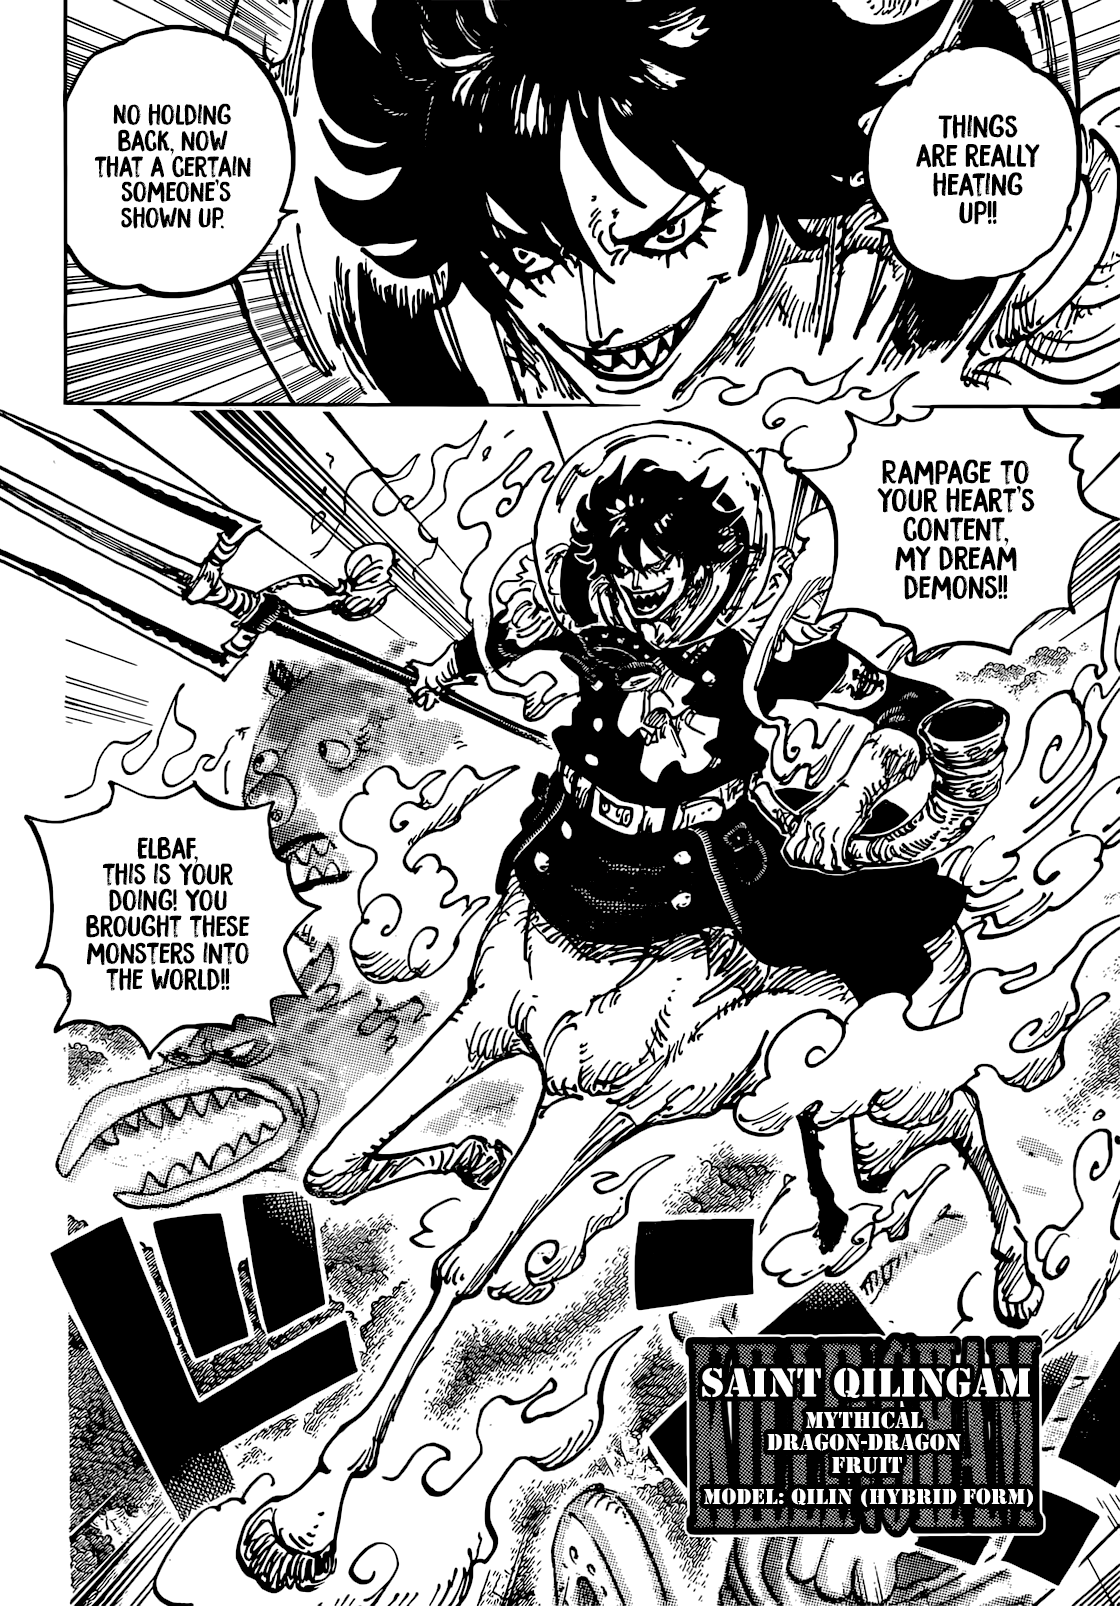 THINGS
ARE REALLY
HEATING
UP!!
NO HOLDING
BACK, NOW
THAT A CERTAIN
SOMEONE'S
SHOWN UP.
RAMPAGE TO
YOUR HEART'S
CONTENT,
MY DREAM
DEMONS!!
ELBAF,
THIS IS YOUR
DOING! YOU
BROUGHT THESE
MONSTERS INTO
THE WORLD!!
SAINT QILINGAM
MYTHICAL
DRAGON-DRAGON
FRUIT
MODEL: QILIN (HYBRID FORM)